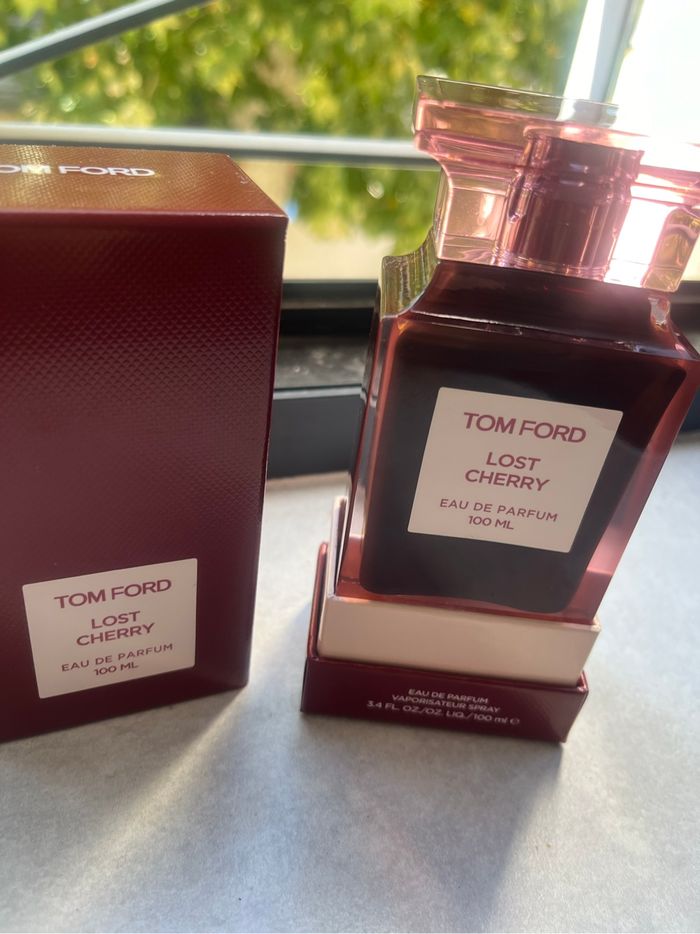 TOM FORD
TOM FORD
LOST
CHERRY
EAU DE PARFUM
100 ML
TOM FORD
LOST
CHERRY
EAU DE PARFUM
100 ML
EAU DE PARFUM
VAPORISATEUR SPRAY
3.4 FL. OZ./OZ. LIQ./100 ml e